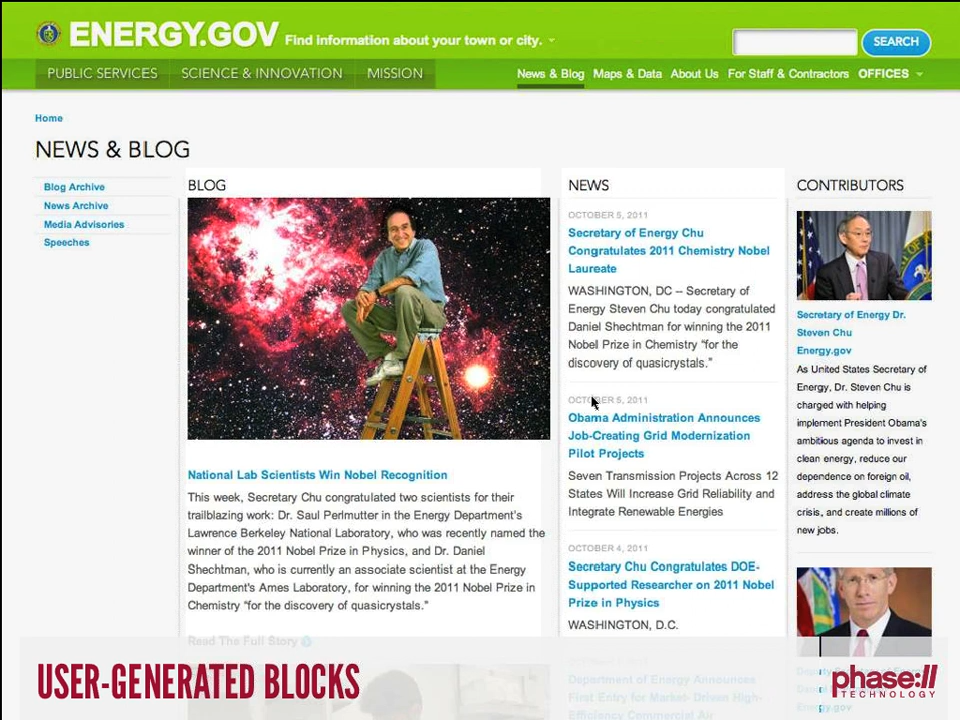 ENERGY.GOV
Find information about your town or city.
SEARCH
PUBLIC SERVICES
SCIENCE & INNOVATION
MISSION
News & Blog
Maps & Data
About Us
For Staff & Contractors
OFFICES
Home
NEWS & BLOG
Blog Archive
News Archive
Media Advisories
Speeches
BLOG
National Lab Scientists Win Nobel Recognition
This week, Secretary Chu congratulated two scientists for their
trailblazing work: Dr. Saul Perlmutter in the Energy Department's
Lawrence Berkeley National Laboratory, who was recently named the
winner of the 2011 Nobel Prize in Physics, and Dr. Daniel
Shechtman, who is currently an associate scientist at the Energy
Department's Ames Laboratory, for winning the 2011 Nobel Prize in
Chemistry "for the discovery of quasicrystals."
Read The Full Story
NEWS
OCTOBER 5, 2011
Secretary of Energy Chu
Congratulates 2011 Chemistry Nobel
Laureate
WASHINGTON, DC -- Secretary of
Energy Steven Chu today congratulated
Daniel Shechtman for winning the 2011
Nobel Prize in Chemistry "for the
discovery of quasicrystals."
OCTOBER 5, 2011
Obama Administration Announces
Job-Creating Grid Modernization
Pilot Projects
Seven Transmission Projects Across 12
States Will Increase Grid Reliability and
Integrate Renewable Energies
OCTOBER 4, 2011
Secretary Chu Congratulates DOE-
Supported Researcher on 2011 Nobel
Prize in Physics
WASHINGTON, D.C.
Department of Energy Announces
First Entry for Market- Driven High-
Efficiency Commercial Air
CONTRIBUTORS
Secretary of Energy Dr.
Steven Chu
Energy.gov
As United States Secretary of
Energy, Dr. Steven Chu is
charged with helping
implement President Obama's
ambitious agenda to invest in
clean energy, reduce our
dependence on foreign oil,
address the global climate
crisis, and create millions of
new jobs.
Energy.gov
USER-GENERATED BLOCKS
phase:II
TECHNOLOGY